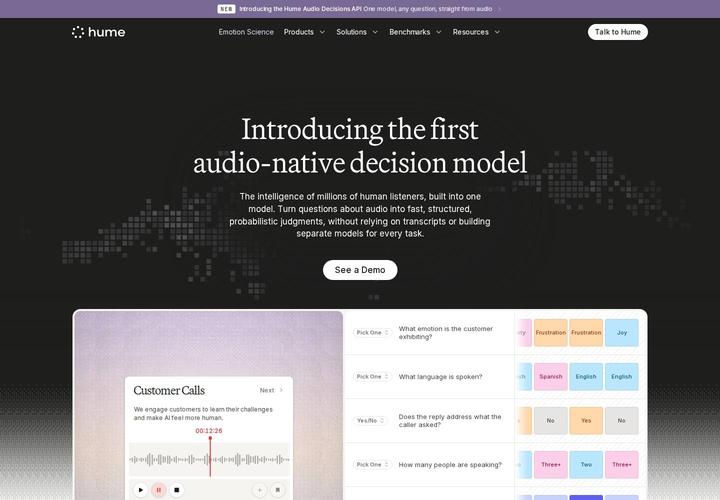 NEW Introducing the Hume Audio Decisions API One model, any question, straight from audio
hume
Emotion Science Products Solutions Benchmarks Resources
Talk to Hume
Introducing the first
audio-native decision model
The intelligence of millions of human listeners, built into one
model. Turn questions about audio into fast, structured,
probabilistic judgments, without relying on transcripts or building
separate models for every task.
See a Demo
Customer Calls
Next
We engage customers to learn their challenges
and make AI feel more human.
00:12:26
Pick One
What emotion is the customer
exhibiting?
Frustration Frustration Joy
Pick One
What language is spoken?
Spanish English English
Yes/No
Does the reply address what the
caller asked?
No Yes No
Pick One
How many people are speaking?
Three+ Two Three+